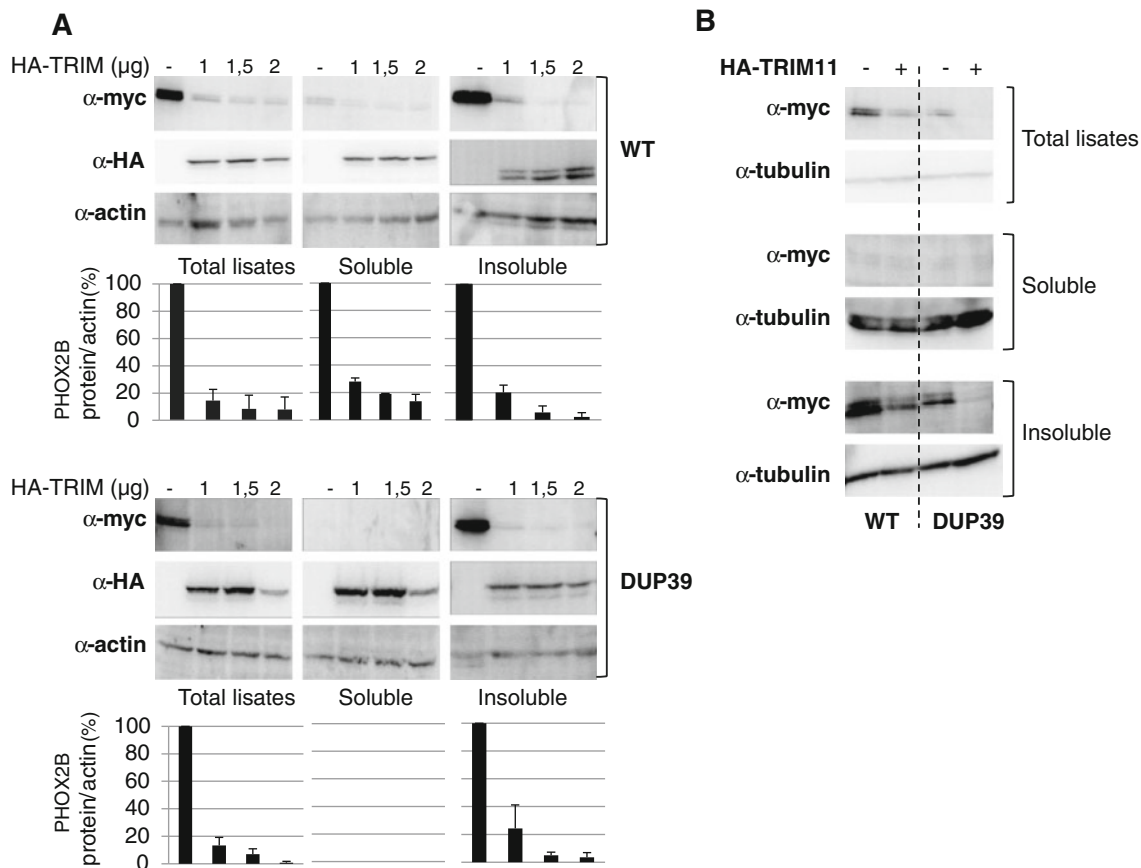 A
HA-TRIM (µg) - 1 1,5 2 - 1 1,5 2 - 1 1,5 2
α-myc
α-HA
α-actin
WT
Total lisates Soluble Insoluble
PHOX2B
protein/actin(%)
100
80
60
40
20
0
HA-TRIM (µg) - 1 1,5 2 - 1 1,5 2 - 1 1,5 2
α-myc
α-HA
α-actin
DUP39
Total lisates Soluble Insoluble
PHOX2B
protein/actin(%)
100
80
60
40
20
0
B
HA-TRIM11 - + - +
α-myc
α-tubulin
Total lisates
α-myc
α-tubulin
Soluble
α-myc
α-tubulin
Insoluble
WT DUP39